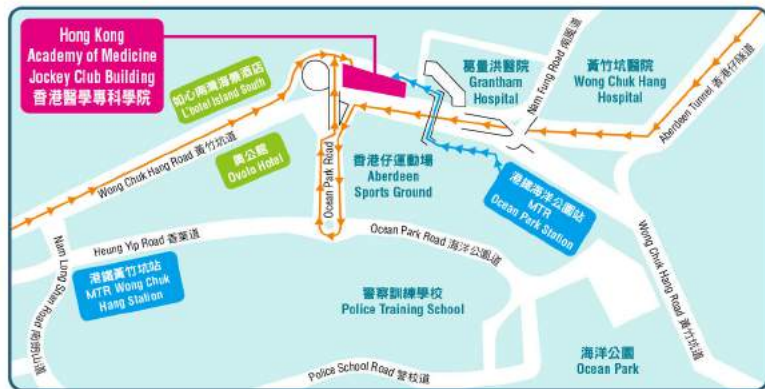 Hong Kong
Academy of Medicine
Jockey Club Building
香港醫學專科學院
如心南灣海景酒店
L'hotel Island South
奧公館
Ovolo Hotel
Wong Chuk Hang Road 黃竹坑道
Ocean Park Road
葛量洪醫院
Grantham
Hospital
Nam Fung Road 南風道
黃竹坑醫院
Wong Chuk Hang
Hospital
Aberdeen Tunnel 香港仔隧道
香港仔運動場
Aberdeen
Sports Ground
港鐵海洋公園站
MTR
Ocean Park Station
Heung Yip Road 香葉道
Ocean Park Road 海洋公園道
Wong Chuk Hang Road 黃竹坑道
Nam Long Shan Road 南朗山道
港鐵黃竹坑站
MTR Wong Chuk
Hang Station
警察訓練學校
Police Training School
海洋公園
Ocean Park
Police School Road 警校道